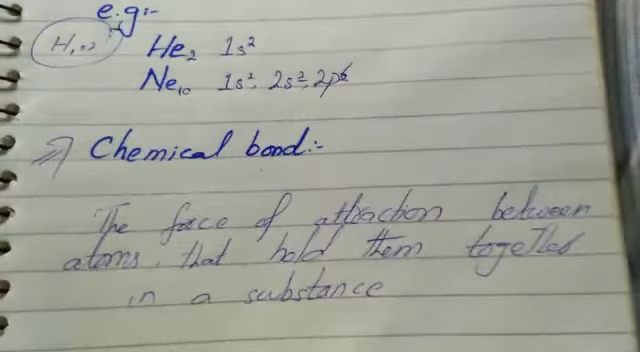 e.g:-
He₂ 1s²
Ne₁₀ 1s², 2s², 2p⁶
⇒ Chemical bond:-
The force of attraction between
atoms that hold them together
in a substance